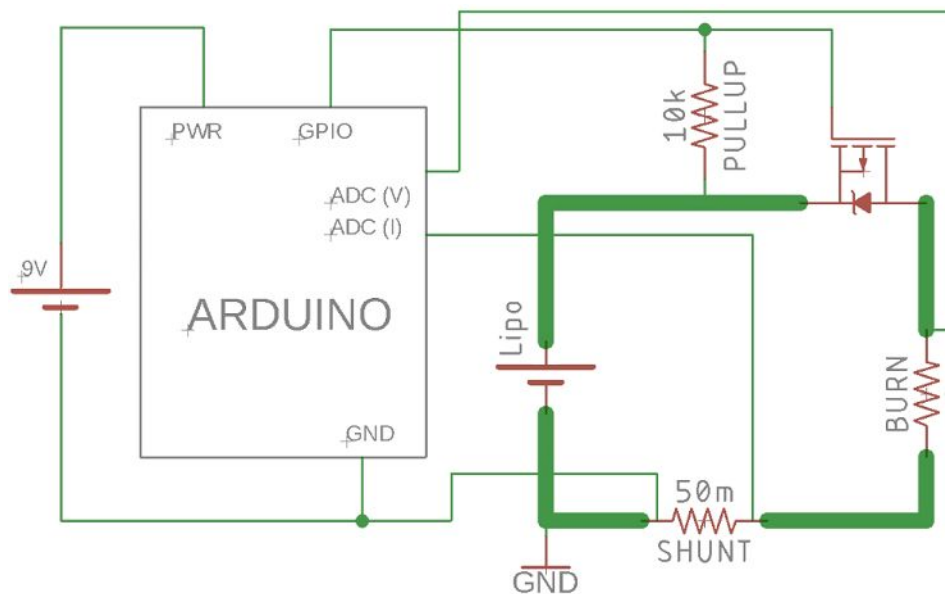 PWR
GPIO
10k
PULLUP
ADC (V)
ADC (I)
9V
ARDUINO
Lipo
BURN
GND
50m
SHUNT
GND